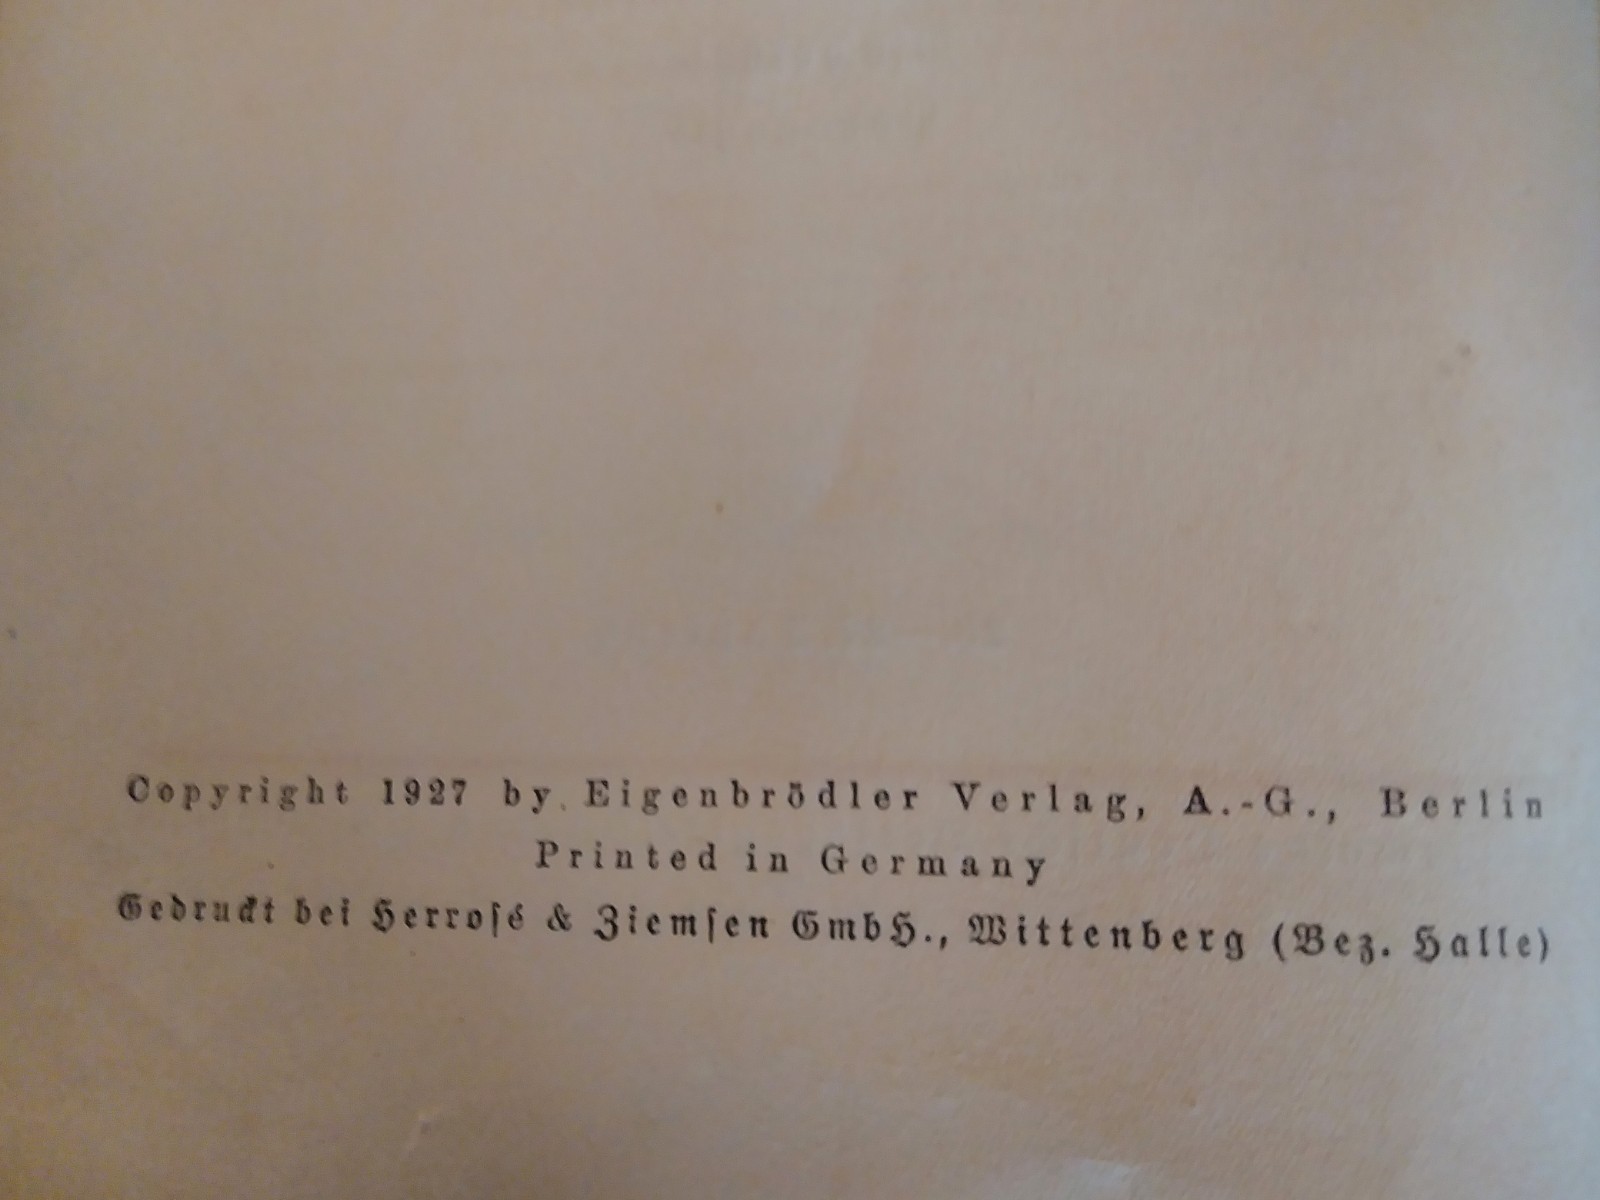 Copyright 1927 by Eigenbrödler Verlag, A.-G., Berlin
Printed in Germany
Gedruckt bei Herroſé & Ziemſen GmbH., Wittenberg (Bez. Halle)